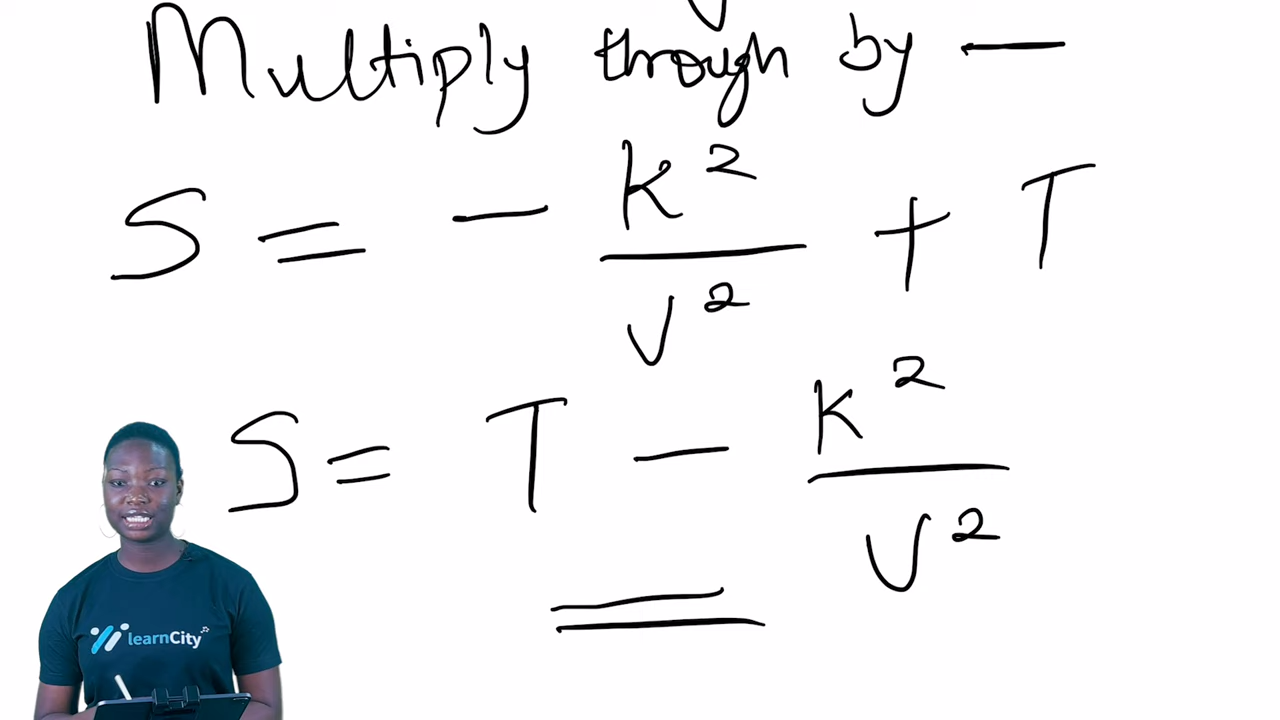 Multiply through by —
S = - K²/V² + T
S = T - K²/V²
learnCity